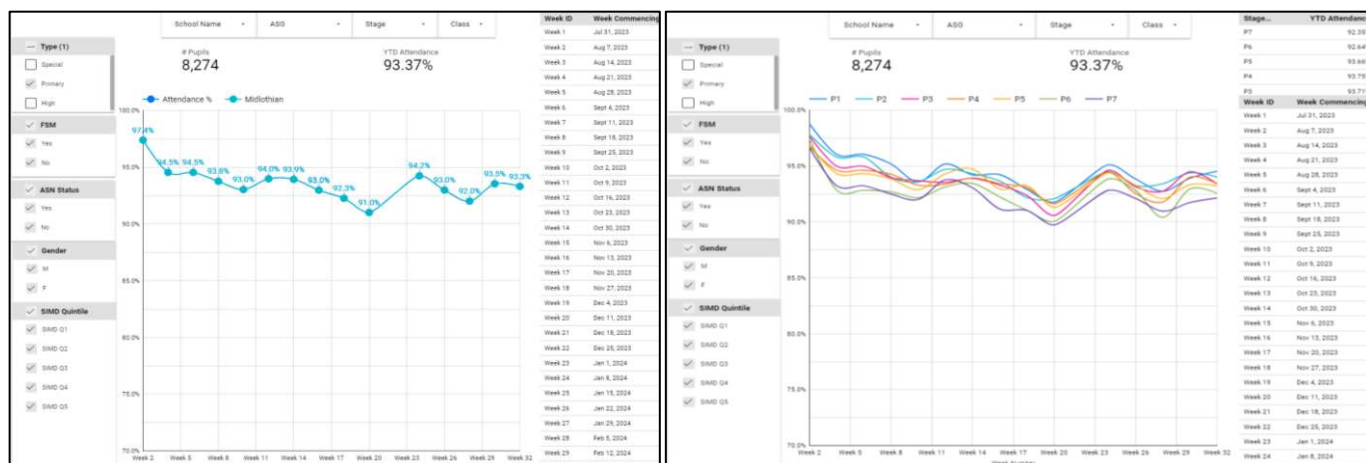 School Name ASG Stage Class
Type (1)
Special
Primary
High
FSM
Yes
No
ASN Status
Yes
No
Gender
M
F
SIMD Quintile
SIMD Q1
SIMD Q2
SIMD Q3
SIMD Q4
SIMD Q5
# Pupils
8,274
YTD Attendance
93.37%
Attendance % Midlothian
100.0%
95.0%
90.0%
85.0%
80.0%
75.0%
70.0%
97.4%
94.5%
94.5%
93.8%
93.0%
94.0%
93.9%
93.0%
92.3%
91.0%
94.2%
93.0%
92.0%
93.5%
93.3%
Week 2 Week 5 Week 8 Week 11 Week 14 Week 17 Week 20 Week 23 Week 26 Week 29 Week 32
Week ID Week Commencing
Week 1 Jul 31, 2023
Week 2 Aug 7, 2023
Week 3 Aug 14, 2023
Week 4 Aug 21, 2023
Week 5 Aug 28, 2023
Week 6 Sept 4, 2023
Week 7 Sept 11, 2023
Week 8 Sept 18, 2023
Week 9 Sept 25, 2023
Week 10 Oct 2, 2023
Week 11 Oct 9, 2023
Week 12 Oct 16, 2023
Week 13 Oct 23, 2023
Week 14 Oct 30, 2023
Week 15 Nov 6, 2023
Week 16 Nov 13, 2023
Week 17 Nov 20, 2023
Week 18 Nov 27, 2023
Week 19 Dec 4, 2023
Week 20 Dec 11, 2023
Week 21 Dec 18, 2023
Week 22 Dec 25, 2023
Week 23 Jan 1, 2024
Week 24 Jan 8, 2024
Week 25 Jan 15, 2024
Week 26 Jan 22, 2024
Week 27 Jan 29, 2024
Week 28 Feb 5, 2024
Week 29 Feb 12, 2024
School Name ASG Stage Class
Type (1)
Special
Primary
High
FSM
Yes
No
ASN Status
Yes
No
Gender
M
F
SIMD Quintile
SIMD Q1
SIMD Q2
SIMD Q3
SIMD Q4
SIMD Q5
# Pupils
8,274
YTD Attendance
93.37%
P1 P2 P3 P4 P5 P6 P7
100.0%
95.0%
90.0%
85.0%
80.0%
75.0%
70.0%
Week 2 Week 5 Week 8 Week 11 Week 14 Week 17 Week 20 Week 23 Week 26 Week 29 Week 32
Stage... YTD Attendance
P7
P6
P5
P4
P3
Week ID Week Commencing
Week 1 Jul 31, 2023
Week 2 Aug 7, 2023
Week 3 Aug 14, 2023
Week 4 Aug 21, 2023
Week 5 Aug 28, 2023
Week 6 Sept 4, 2023
Week 7 Sept 11, 2023
Week 8 Sept 18, 2023
Week 9 Sept 25, 2023
Week 10 Oct 2, 2023
Week 11 Oct 9, 2023
Week 12 Oct 16, 2023
Week 13 Oct 23, 2023
Week 14 Oct 30, 2023
Week 15 Nov 6, 2023
Week 16 Nov 13, 2023
Week 17 Nov 20, 2023
Week 18 Nov 27, 2023
Week 19 Dec 4, 2023
Week 20 Dec 11, 2023
Week 21 Dec 18, 2023
Week 22 Dec 25, 2023
Week 23 Jan 1, 2024
Week 24 Jan 8, 2024